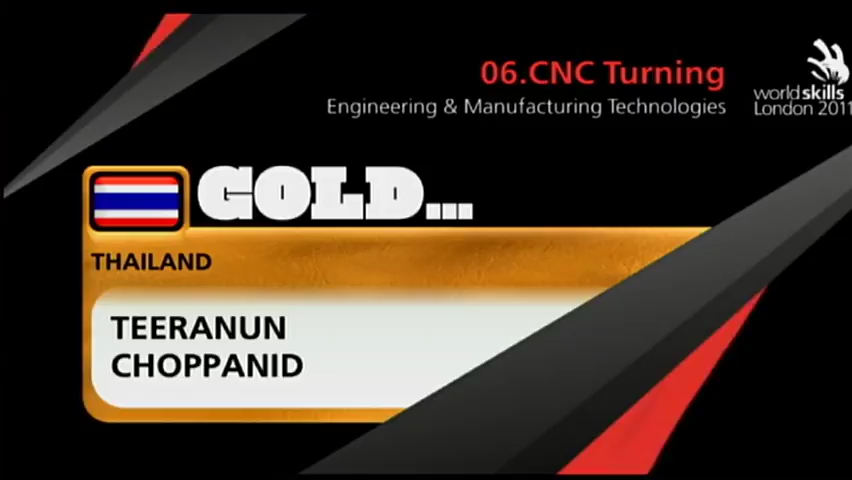 06.CNC Turning
Engineering & Manufacturing Technologies
worldskills
London 2011
GOLD...
THAILAND
TEERANUN
CHOPPANID